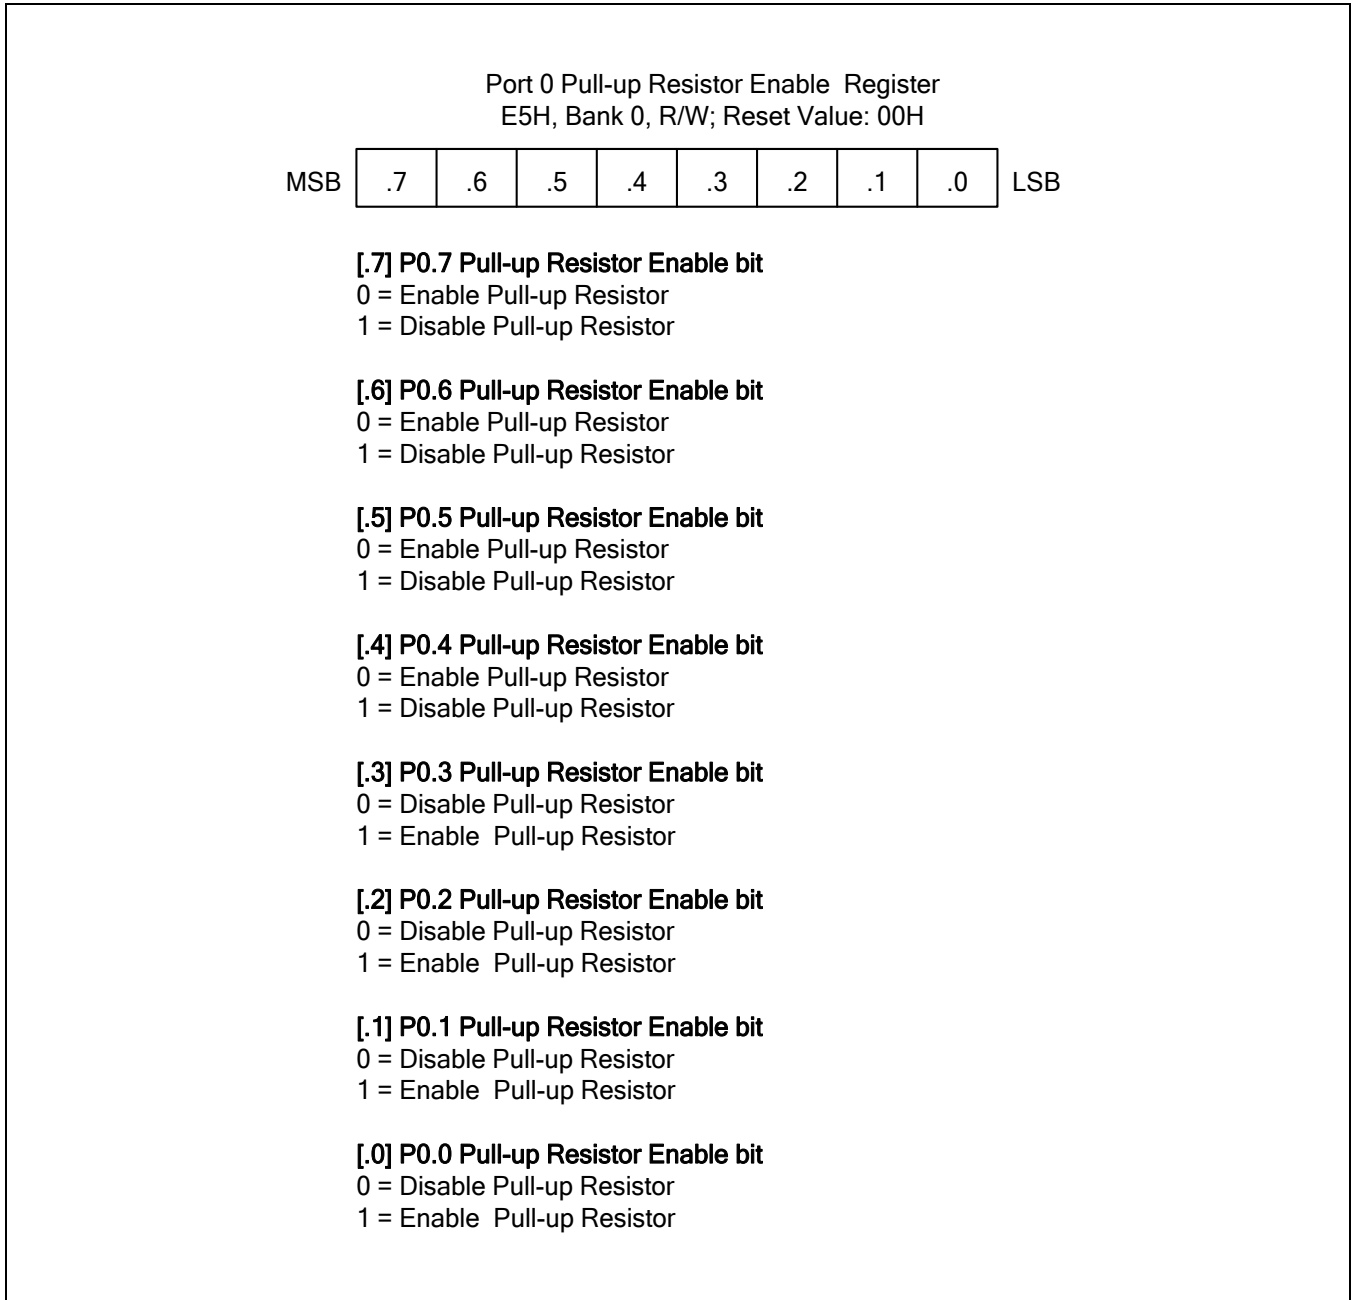 Port 0 Pull-up Resistor Enable  Register
E5H, Bank 0, R/W; Reset Value: 00H
MSB .7 .6 .5 .4 .3 .2 .1 .0 LSB
[.7] P0.7 Pull-up Resistor Enable bit
0 = Enable Pull-up Resistor
1 = Disable Pull-up Resistor
[.6] P0.6 Pull-up Resistor Enable bit
0 = Enable Pull-up Resistor
1 = Disable Pull-up Resistor
[.5] P0.5 Pull-up Resistor Enable bit
0 = Enable Pull-up Resistor
1 = Disable Pull-up Resistor
[.4] P0.4 Pull-up Resistor Enable bit
0 = Enable Pull-up Resistor
1 = Disable Pull-up Resistor
[.3] P0.3 Pull-up Resistor Enable bit
0 = Disable Pull-up Resistor
1 = Enable  Pull-up Resistor
[.2] P0.2 Pull-up Resistor Enable bit
0 = Disable Pull-up Resistor
1 = Enable  Pull-up Resistor
[.1] P0.1 Pull-up Resistor Enable bit
0 = Disable Pull-up Resistor
1 = Enable  Pull-up Resistor
[.0] P0.0 Pull-up Resistor Enable bit
0 = Disable Pull-up Resistor
1 = Enable  Pull-up Resistor